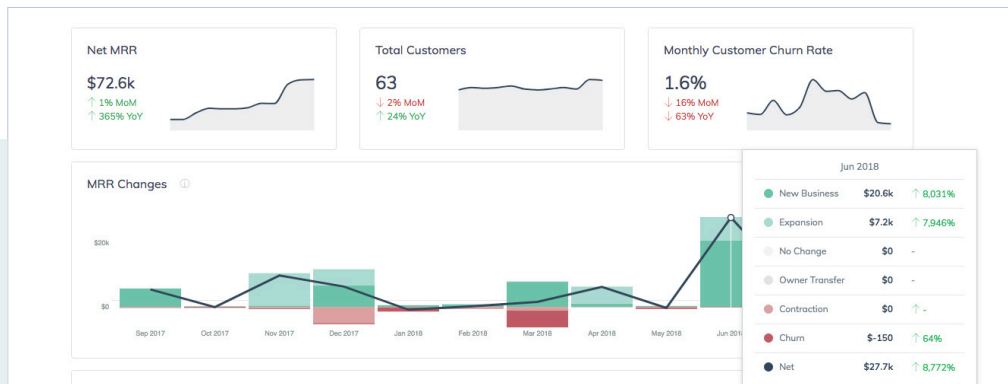 Net MRR
$72.6k
↑ 1% MoM
↑ 365% YoY
Total Customers
63
↓ 2% MoM
↑ 24% YoY
Monthly Customer Churn Rate
1.6%
↓ 16% MoM
↓ 63% YoY
MRR Changes
$20k
$0
Sep 2017 Oct 2017 Nov 2017 Dec 2017 Jan 2018 Feb 2018 Mar 2018 Apr 2018 May 2018 Jun 201
Jun 2018
New Business $20.6k ↑ 8,031%
Expansion $7.2k ↑ 7,946%
No Change $0 -
Owner Transfer $0 -
Contraction $0 ↑ -
Churn $-150 ↑ 64%
Net $27.7k ↑ 8,772%